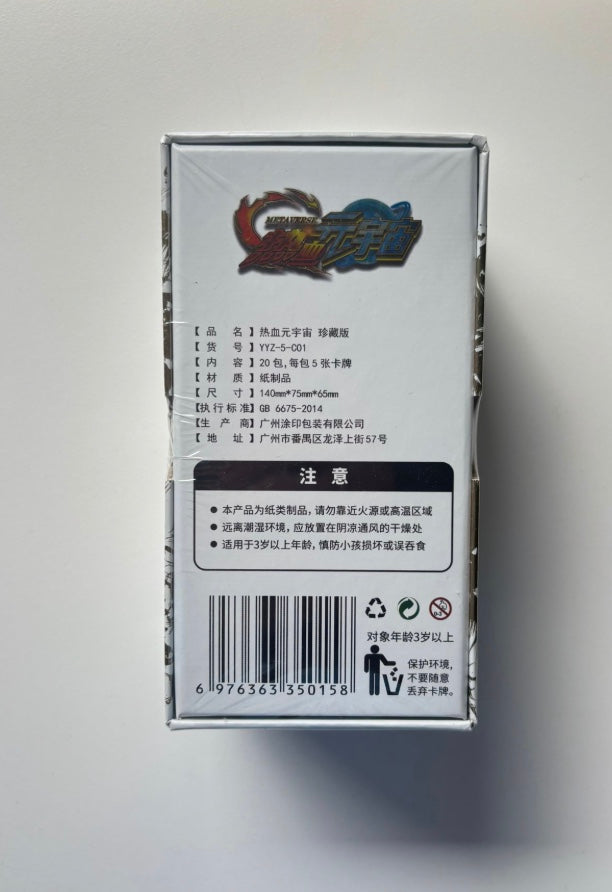 METAVERSE
热血元宇宙
【品 名】热血元宇宙 珍藏版
【货 号】YYZ-5-C01
【内 容】20包,每包5张卡牌
【材 质】纸制品
【尺 寸】140mm*75mm*65mm
【执行标准】GB 6675-2014
【生 产 商】广州涂印包装有限公司
【地 址】广州市番禺区龙泽上街57号
注 意
● 本产品为纸类制品,请勿靠近火源或高温区域
● 远离潮湿环境,应放置在阴凉通风的干燥处
● 适用于3岁以上年龄,慎防小孩损坏或误吞食
0-3
对象年龄3岁以上
保护环境,
不要随意
丢弃卡牌。
6 976363 350158